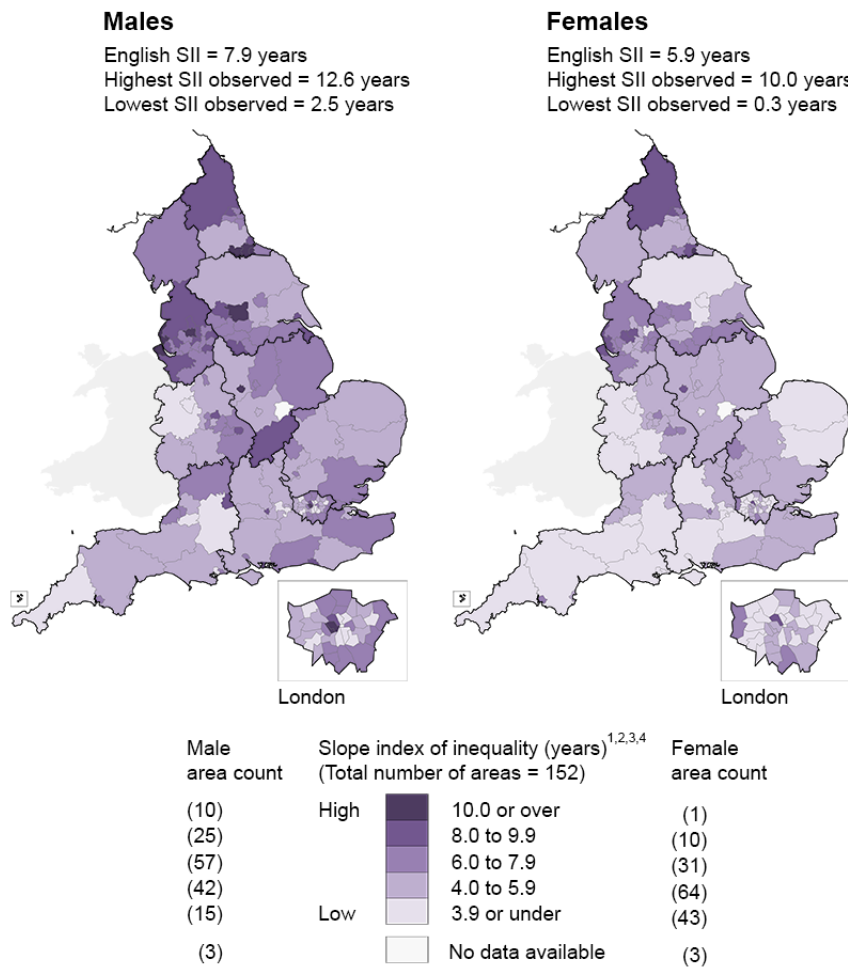 Males
English SII = 7.9 years
Highest SII observed = 12.6 years
Lowest SII observed = 2.5 years
Females
English SII = 5.9 years
Highest SII observed = 10.0 years
Lowest SII observed = 0.3 years
London
London
Male
area count
Slope index of inequality (years)1,2,3,4
(Total number of areas = 152)
Female
area count
(10) High 10.0 or over (1)
(25) 8.0 to 9.9 (10)
(57) 6.0 to 7.9 (31)
(42) 4.0 to 5.9 (64)
(15) Low 3.9 or under (43)
(3) No data available (3)